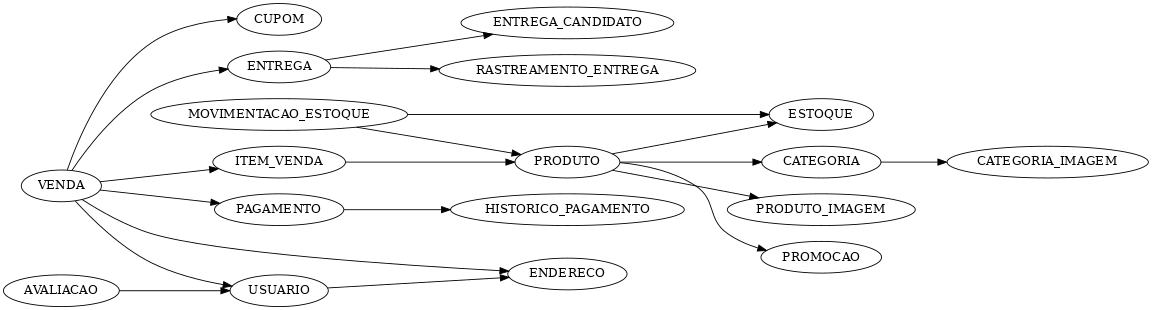 CUPOM
ENTREGA_CANDIDATO
ENTREGA
RASTREAMENTO_ENTREGA
MOVIMENTACAO_ESTOQUE
ESTOQUE
ITEM_VENDA
PRODUTO
CATEGORIA
CATEGORIA_IMAGEM
VENDA
PAGAMENTO
HISTORICO_PAGAMENTO
PRODUTO_IMAGEM
PROMOCAO
ENDERECO
AVALIACAO
USUARIO